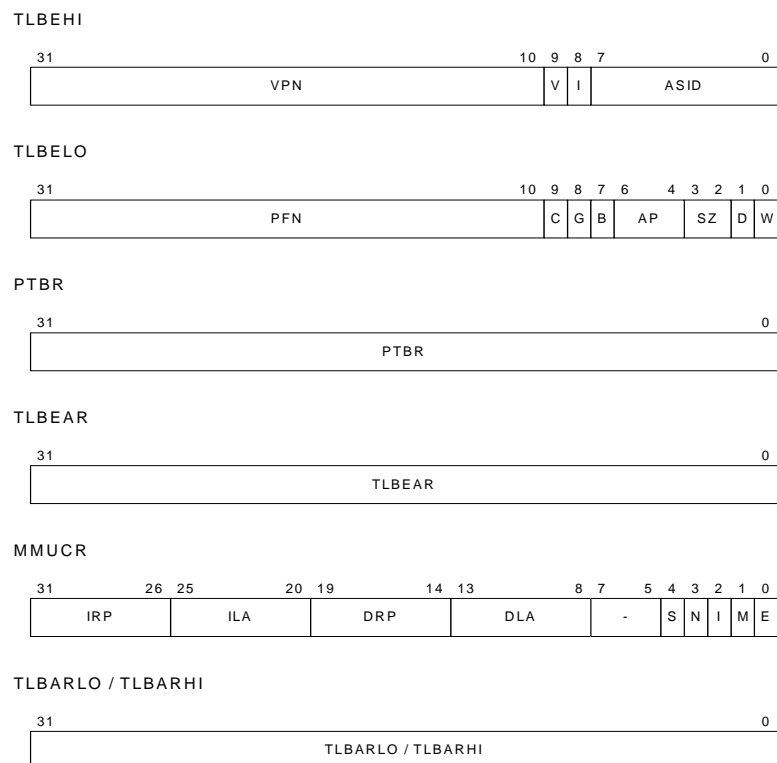 TLBEHI
31 10 9 8 7 0
VPN V I ASID
TLBELO
31 10 9 8 7 6 4 3 2 1 0
PFN C G B AP SZ D W
PTBR
31 0
PTBR
TLBEAR
31 0
TLBEAR
MMUCR
31 26 25 20 19 14 13 8 7 5 4 3 2 1 0
IRP ILA DRP DLA - S N I M E
TLBARLO / TLBARHI
31 0
TLBARLO / TLBARHI